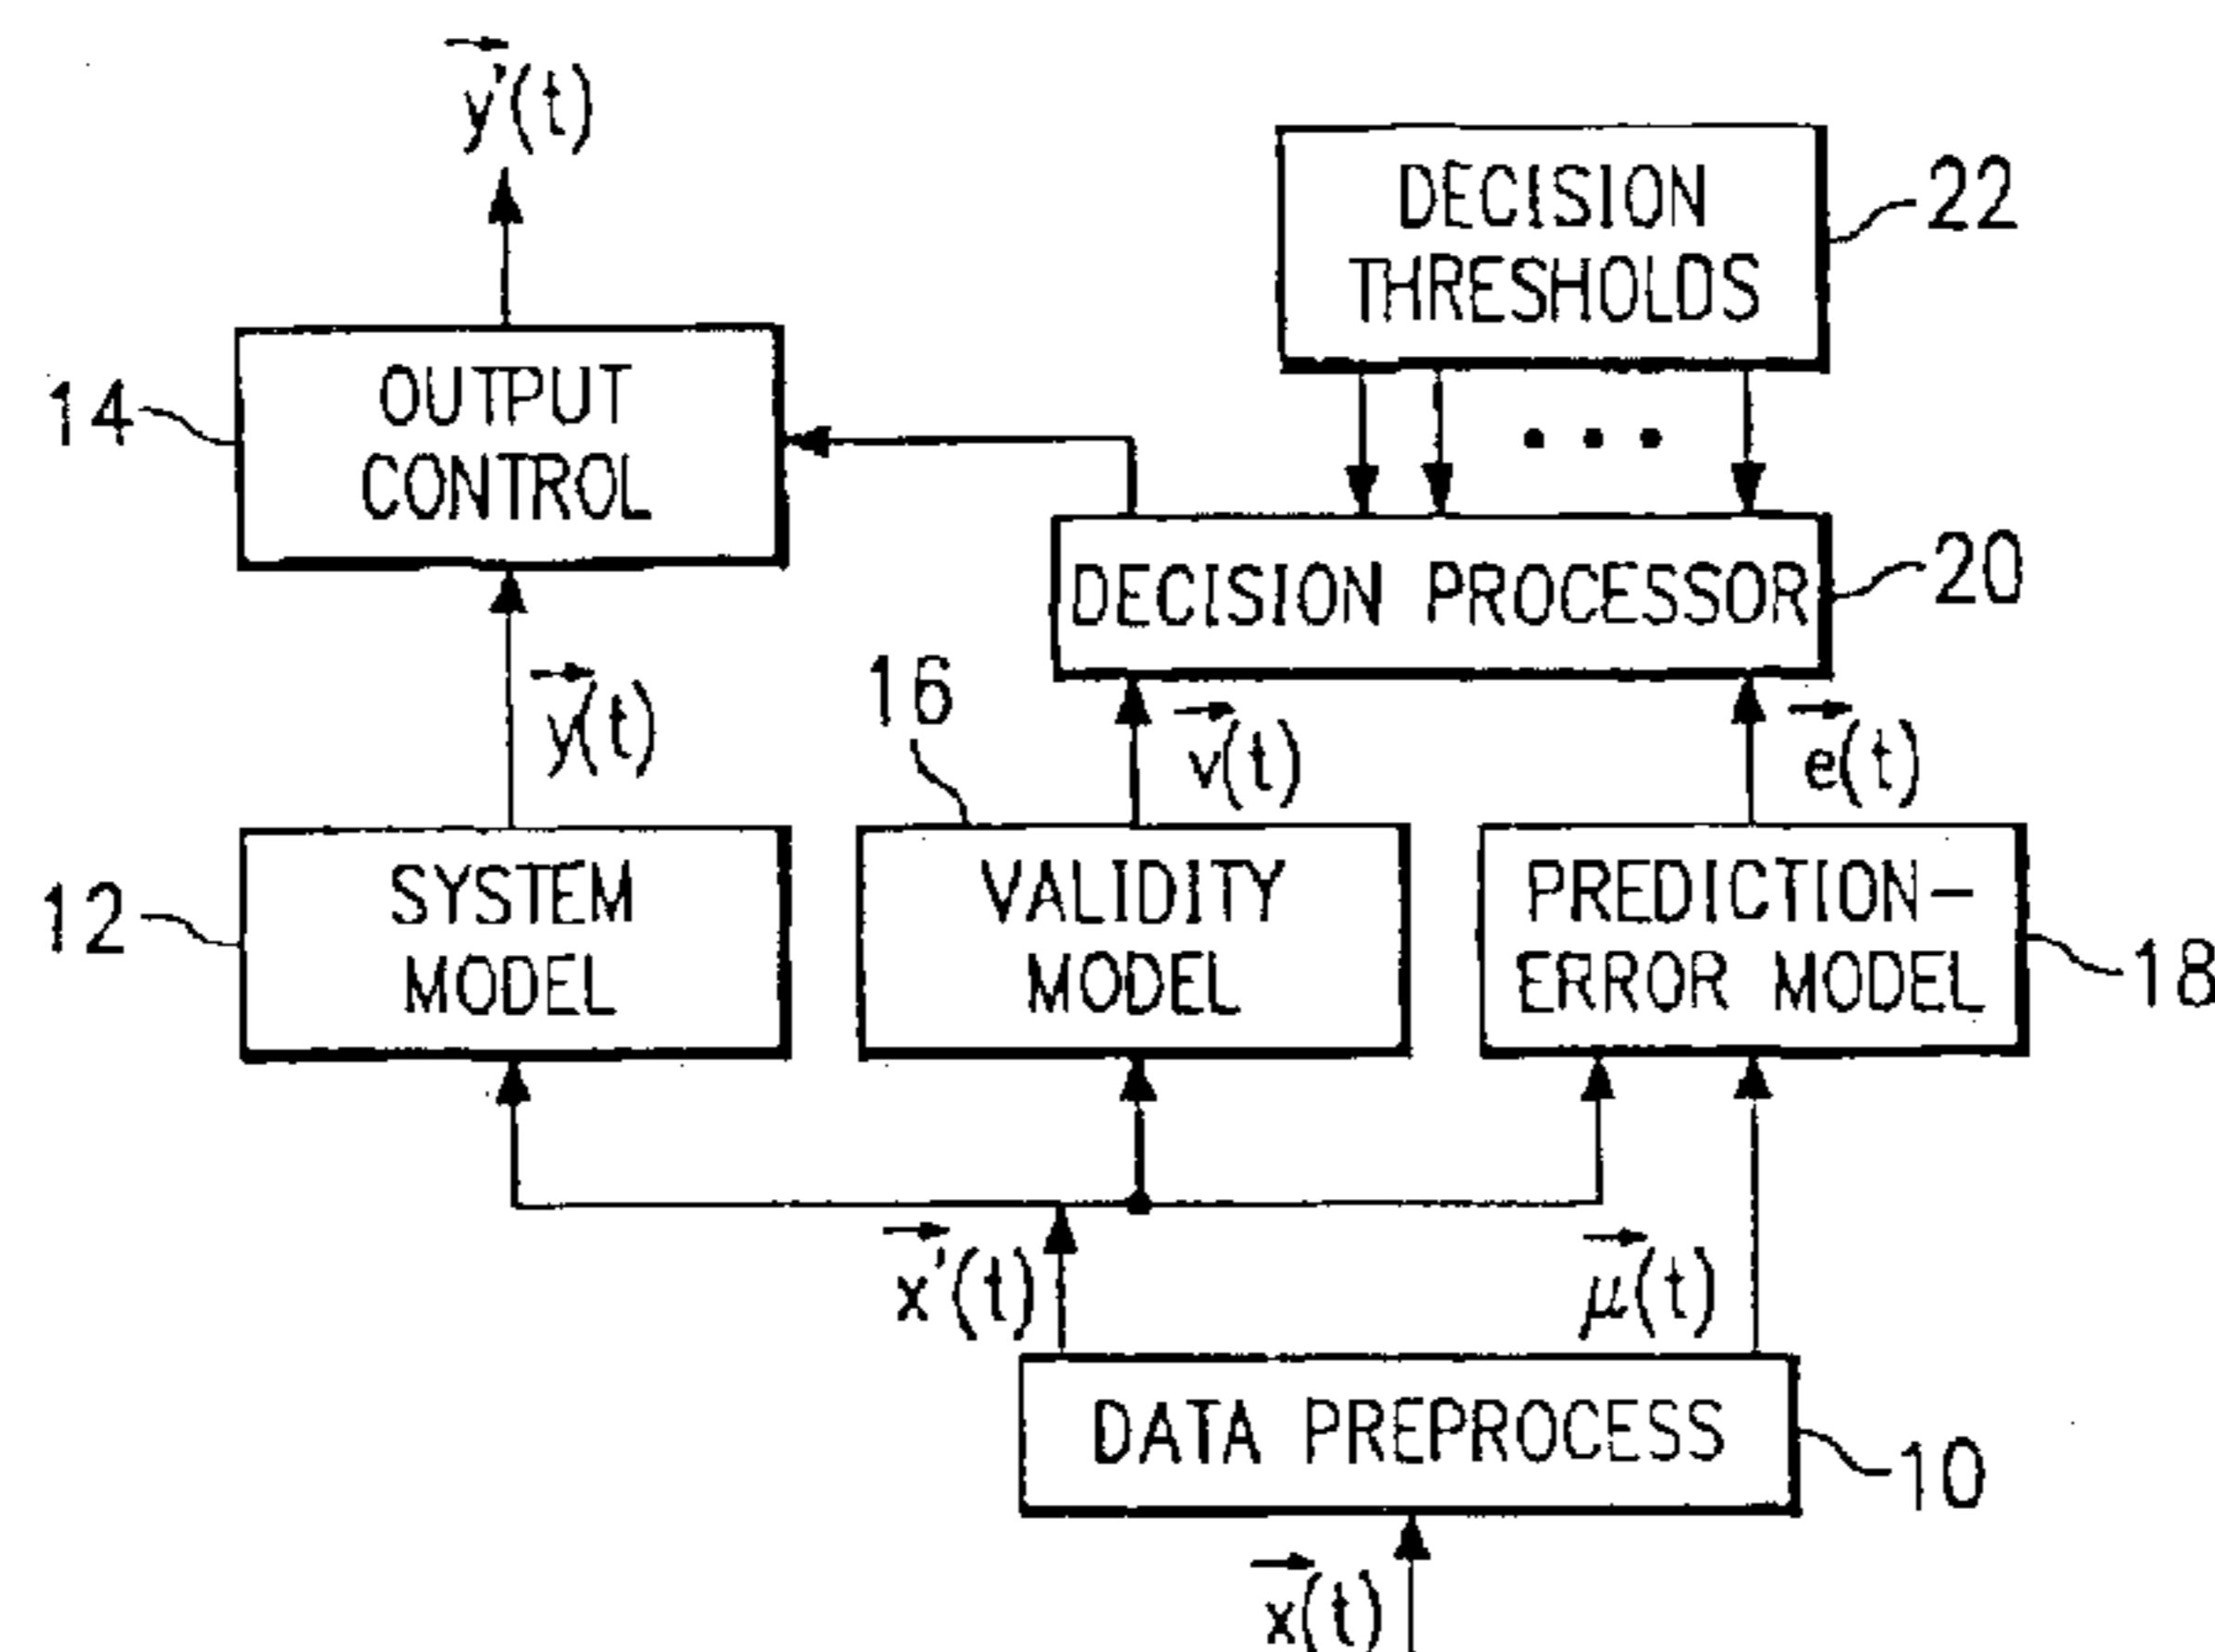 y'(t)
DECISION
THRESHOLDS
22
14
OUTPUT
CONTROL
DECISION PROCESSOR
20
y(t)
16
v(t)
e(t)
12
SYSTEM
MODEL
VALIDITY
MODEL
PREDICTION-
ERROR MODEL
18
x'(t)
μ(t)
DATA PREPROCESS
10
x(t)